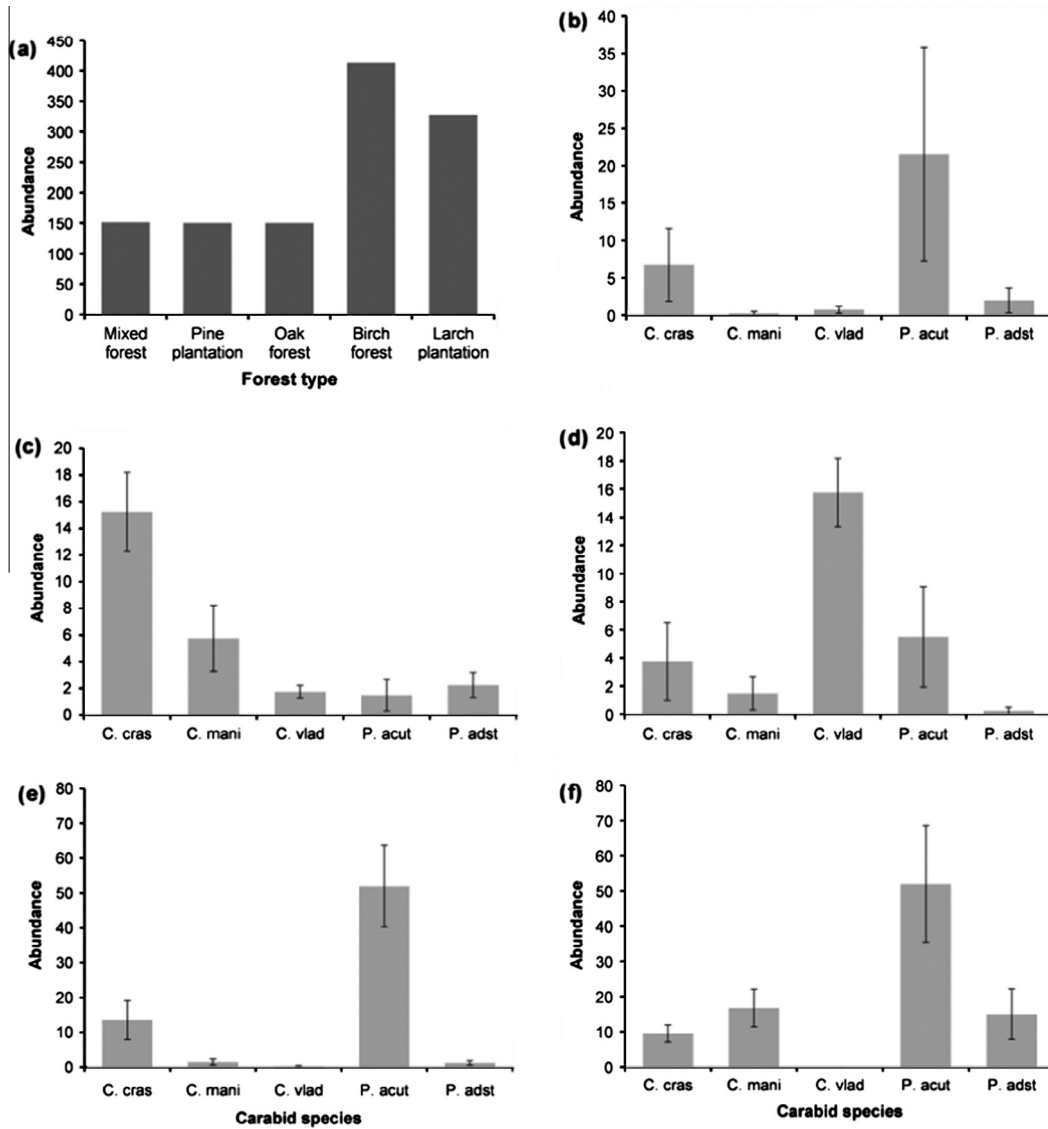 (a)
Abundance
450
400
350
300
250
200
150
100
50
0
Mixed forest
Pine plantation
Oak forest
Birch forest
Larch plantation
Forest type
(b)
Abundance
40
35
30
25
20
15
10
5
0
C. cras
C. mani
C. vlad
P. acut
P. adst
(c)
Abundance
20
18
16
14
12
10
8
6
4
2
0
C. cras
C. mani
C. vlad
P. acut
P. adst
(d)
Abundance
20
18
16
14
12
10
8
6
4
2
0
C. cras
C. mani
C. vlad
P. acut
P. adst
(e)
Abundance
80
70
60
50
40
30
20
10
0
C. cras
C. mani
C. vlad
P. acut
P. adst
Carabid species
(f)
Abundance
80
70
60
50
40
30
20
10
0
C. cras
C. mani
C. vlad
P. acut
P. adst
Carabid species